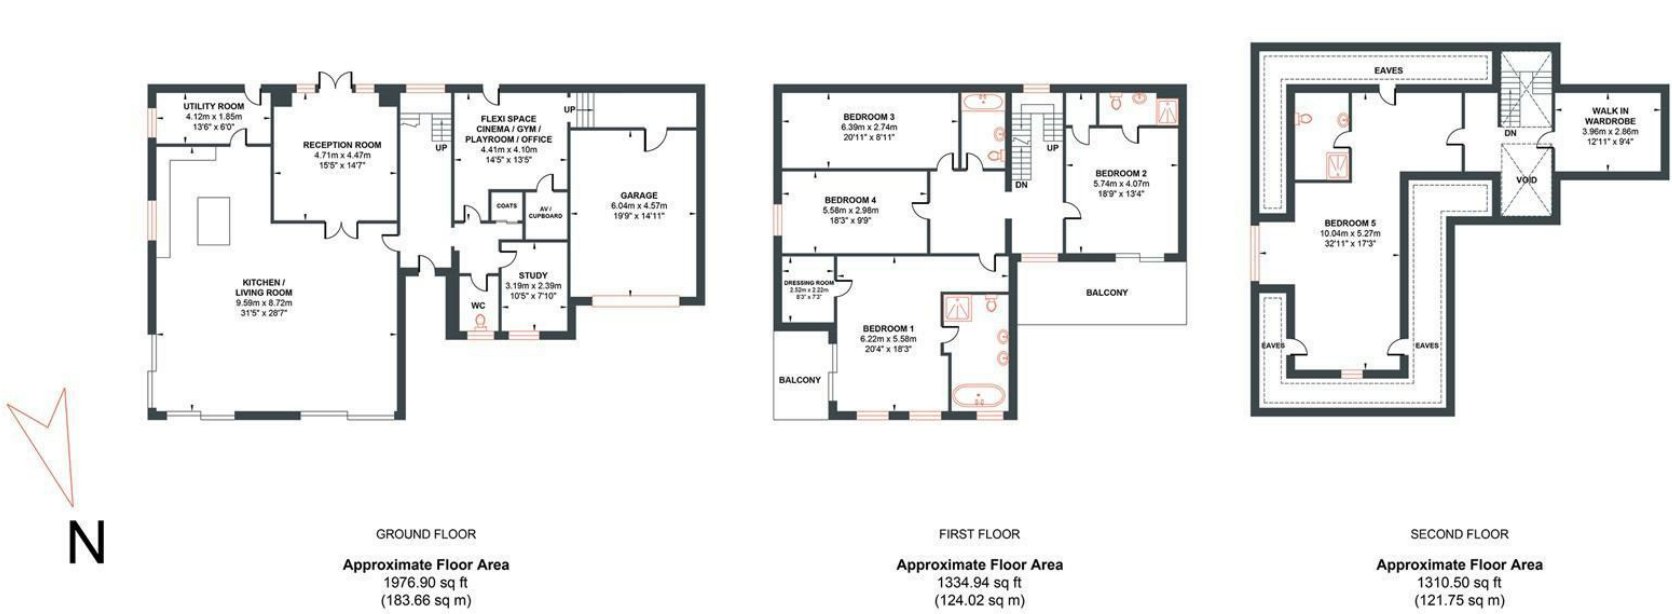 UTILITY ROOM
4.12m x 1.85m
13'6" x 6'0"
RECEPTION ROOM
4.71m x 4.47m
15'5" x 14'7"
UP
FLEXI SPACE
CINEMA / GYM /
PLAYROOM / OFFICE
4.41m x 4.10m
14'5" x 13'5"
UP
GARAGE
6.04m x 4.57m
19'9" x 14'11"
COATS
AV /
CUPBOARD
KITCHEN /
LIVING ROOM
9.59m x 8.72m
31'5" x 28'7"
WC
STUDY
3.19m x 2.39m
10'5" x 7'10"
BEDROOM 3
6.39m x 2.74m
20'11" x 8'11"
UP
DN
BEDROOM 2
5.74m x 4.07m
18'9" x 13'4"
BEDROOM 4
5.58m x 2.98m
18'3" x 9'9"
DRESSING ROOM
2.52m x 2.22m
8'3" x 7'3"
BEDROOM 1
6.22m x 5.58m
20'4" x 18'3"
BALCONY
BALCONY
EAVES
DN
WALK IN
WARDROBE
3.96m x 2.86m
12'11" x 9'4"
VOID
BEDROOM 5
10.04m x 5.27m
32'11" x 17'3"
EAVES
EAVES
N
GROUND FLOOR
Approximate Floor Area
1976.90 sq ft
(183.66 sq m)
FIRST FLOOR
Approximate Floor Area
1334.94 sq ft
(124.02 sq m)
SECOND FLOOR
Approximate Floor Area
1310.50 sq ft
(121.75 sq m)